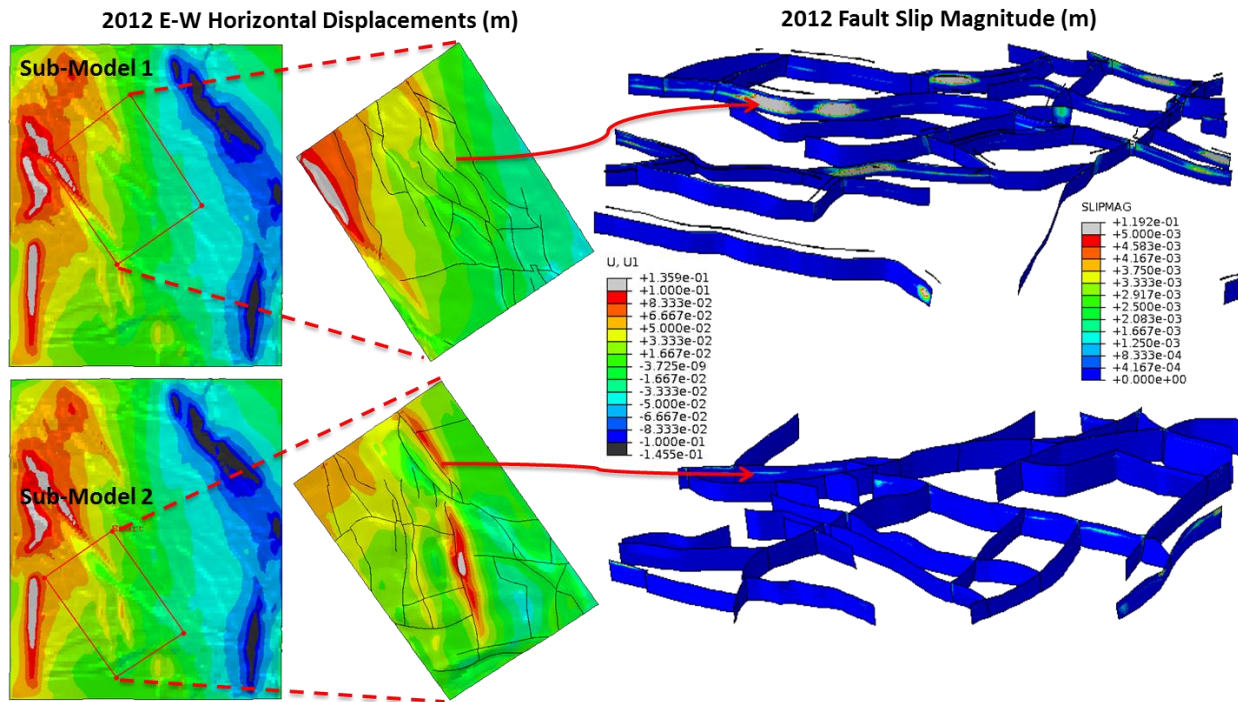 2012 E-W Horizontal Displacements (m)
2012 Fault Slip Magnitude (m)
Sub-Model 1
U, U1
+1.359e-01
+1.000e-01
+8.333e-02
+6.667e-02
+5.000e-02
+3.333e-02
+1.667e-02
-3.725e-09
-1.667e-02
-3.333e-02
-5.000e-02
-6.667e-02
-8.333e-02
-1.000e-01
-1.455e-01
SLIPMAG
+1.192e-01
+5.000e-03
+4.583e-03
+4.167e-03
+3.750e-03
+3.333e-03
+2.917e-03
+2.500e-03
+2.083e-03
+1.667e-03
+1.250e-03
+8.333e-04
+4.167e-04
+0.000e+00
Sub-Model 2
Start